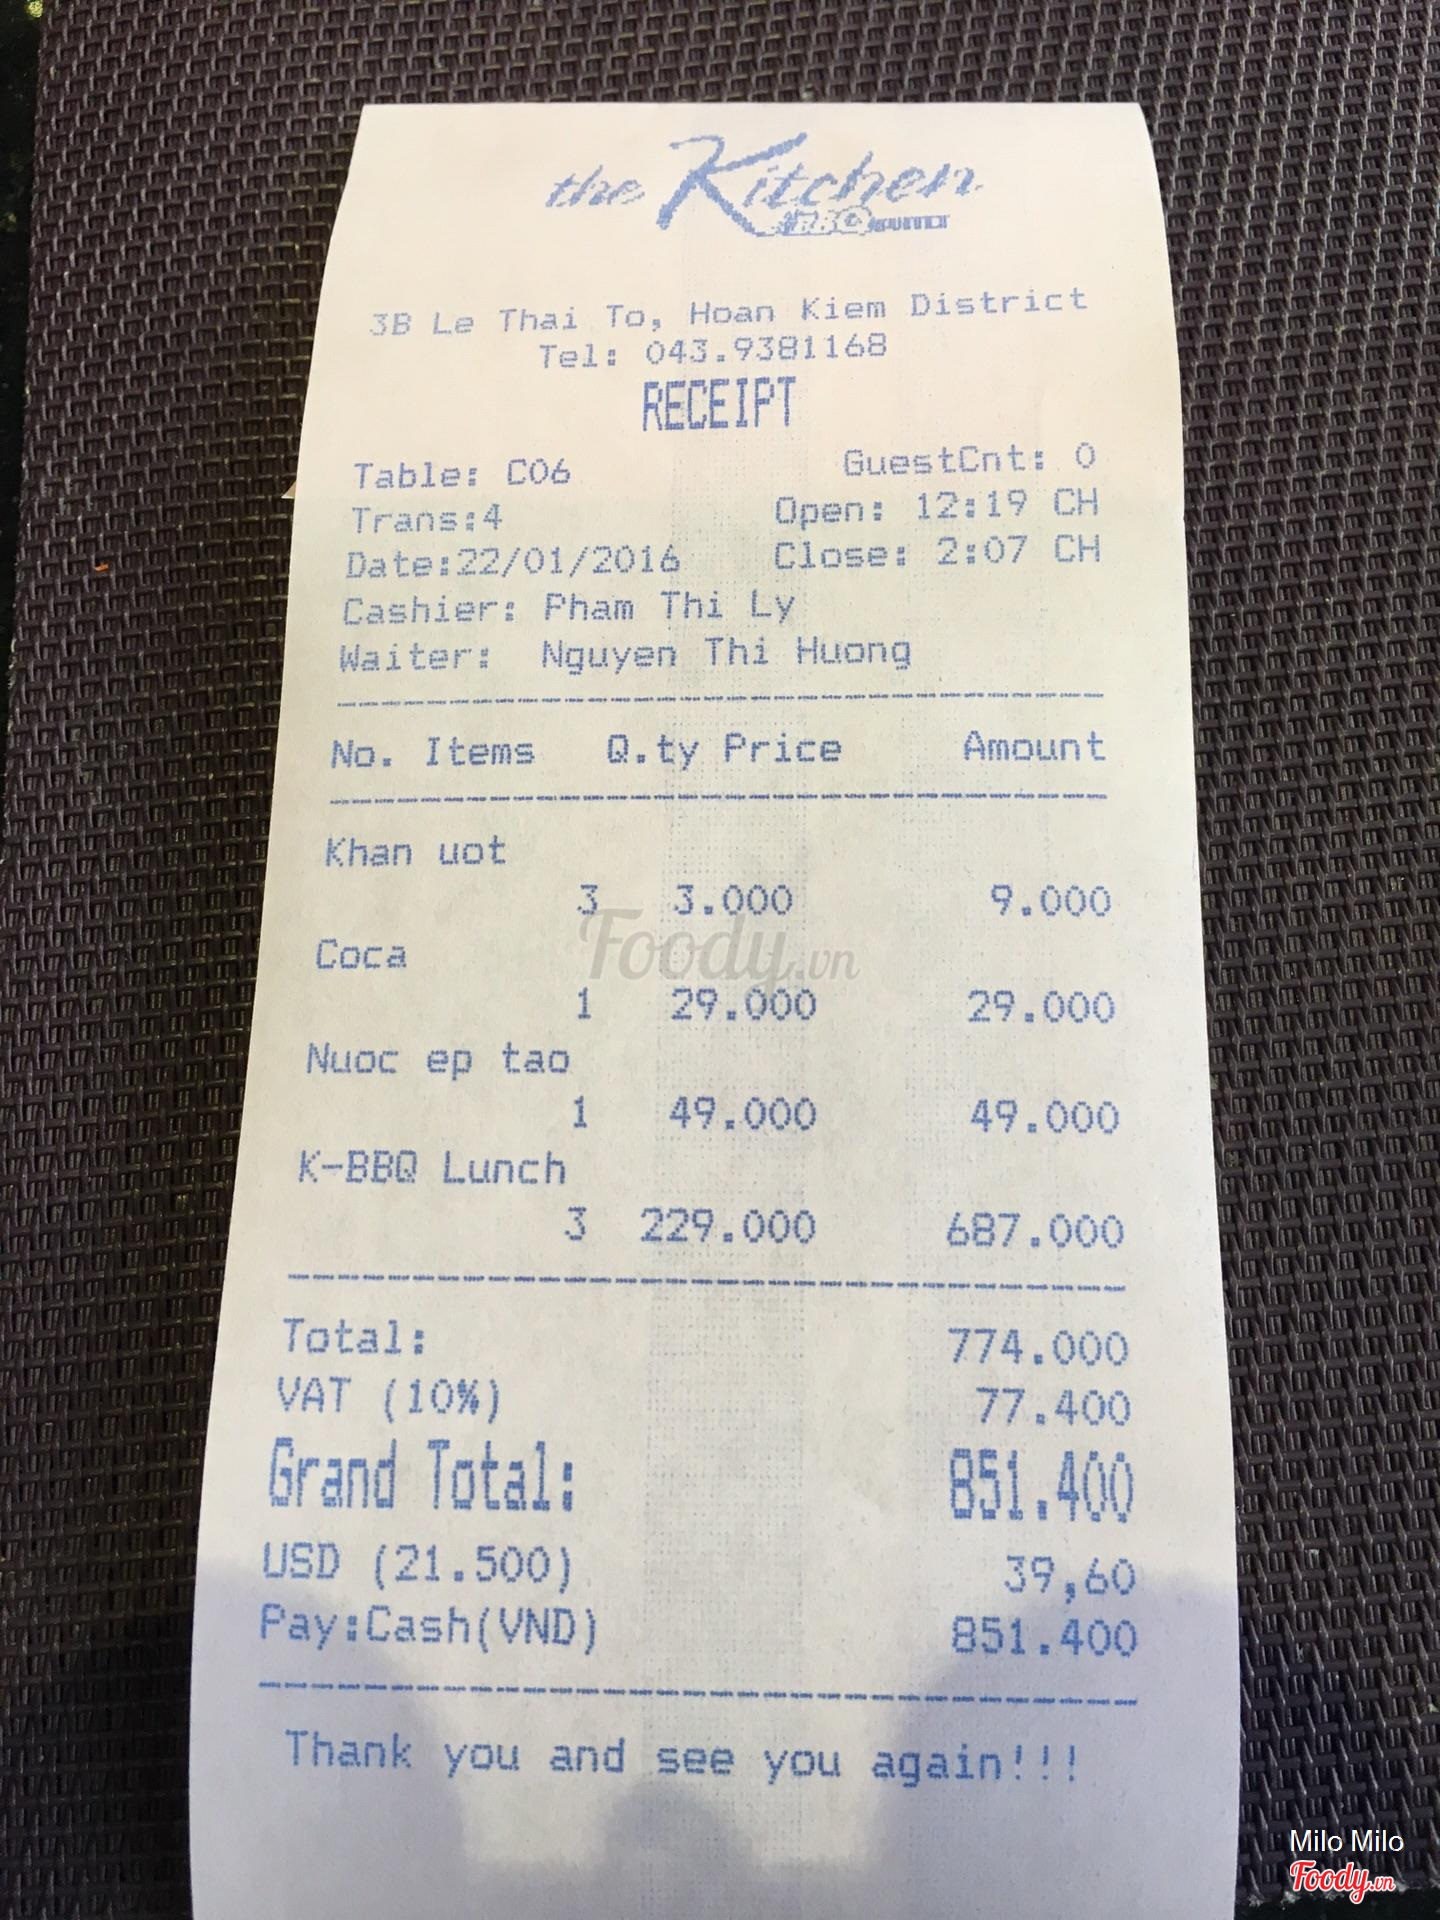 the Kitchen
BBQ BUFFET
3B Le Thai To, Hoan Kiem District
Tel: 043.9381168
RECEIPT
Table: C06 GuestCnt: 0
Trans:4 Open: 12:19 CH
Date:22/01/2016 Close: 2:07 CH
Cashier: Pham Thi Ly
Waiter: Nguyen Thi Huong
No. Items Q.ty Price Amount
Khan uot
3 3.000 9.000
Foody.vn
Coca
1 29.000 29.000
Nuoc ep tao
1 49.000 49.000
K-BBQ Lunch
3 229.000 687.000
Total: 774.000
VAT (10%) 77.400
Grand Total: 851.400
USD (21.500) 39,60
Pay:Cash(VND) 851.400
Thank you and see you again!!!
Milo Milo
Foody.vn